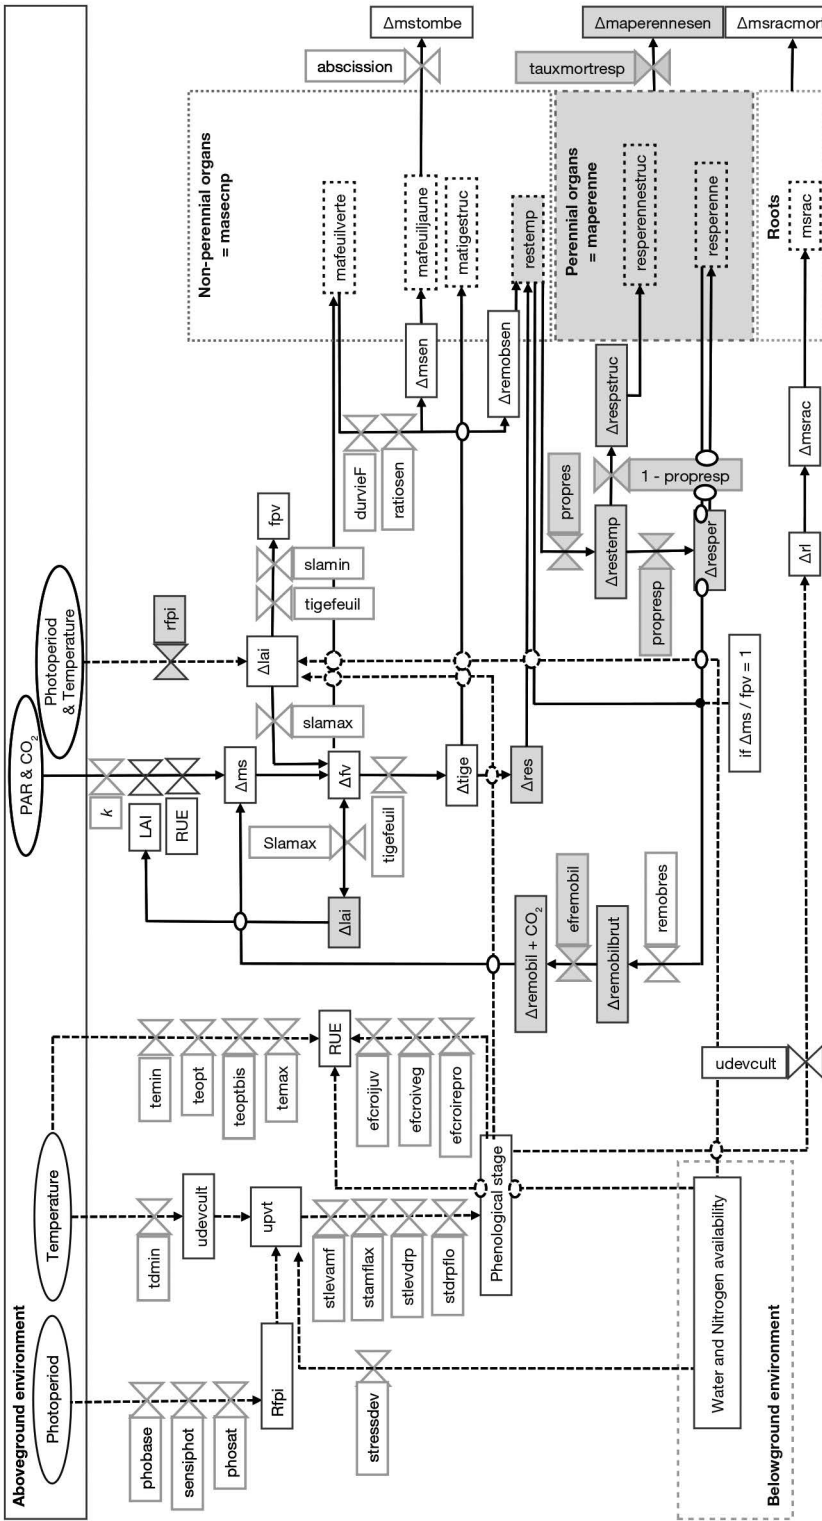 Δmstombe
Δmaperennesen
Δmsracmort
abscission
tauxmortresp
Non-perennial organs
= masecnp
mafeuilverte
mafeuiljaune
matigestruc
restemp
Perennial organs
= maperenne
resperennestruc
resperenne
Roots
msrac
Δmsen
Δremobsen
Δrespstruc
Δmsrac
durvieF
ratiosen
propres
1 - propresp
fpv
slamin
tigefeuil
Δrestemp
propresp
Δresper
Δrl
Photoperiod
& Temperature
rfpi
Δlai
slamax
if Δms / fpv = 1
PAR & CO2
k
LAI
RUE
Δms
Δfv
Slamax
tigefeuil
Δtige
Δres
Δlai
Δremobil + CO2
efremobil
Δremobilbrut
remobres
udevcult
Temperature
temin
teopt
teoptbis
temax
RUE
efcroijuv
efcroiveg
efcroirepro
tdmin
udevcult
upvt
stlevamf
stamflax
stlevdrp
stdrpflo
Phenological stage
Water and Nitrogen availability
Belowground environment
Aboveground environment
Photoperiod
phobase
sensiphot
phosat
Rfpi
stressdev